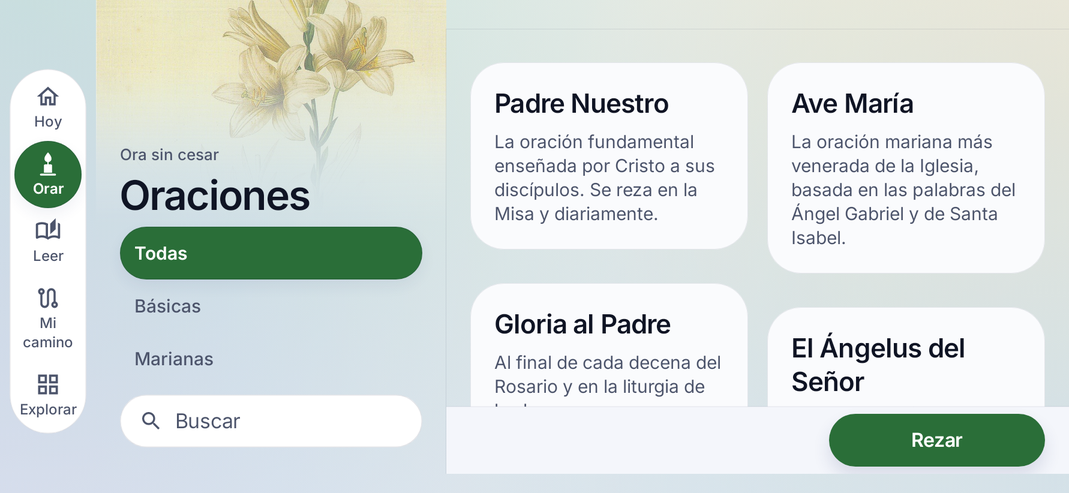 Hoy
Orar
Leer
Mi
camino
Explorar
Ora sin cesar
Oraciones
Todas
Básicas
Marianas
Buscar
Padre Nuestro
La oración fundamental
enseñada por Cristo a sus
discípulos. Se reza en la
Misa y diariamente.
Ave María
La oración mariana más
venerada de la Iglesia,
basada en las palabras del
Ángel Gabriel y de Santa
Isabel.
Gloria al Padre
Al final de cada decena del
Rosario y en la liturgia de
El Ángelus del
Señor
Rezar